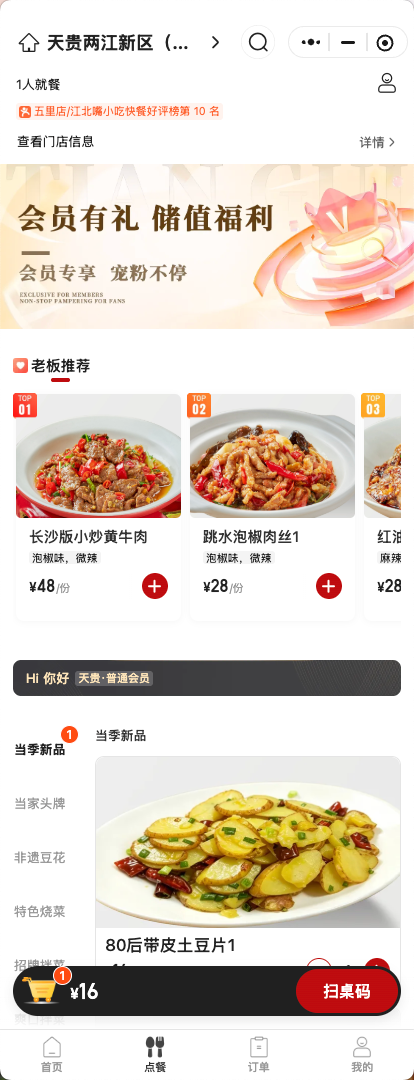 天贵两江新区（...
1人就餐
五里店/江北嘴小吃快餐好评榜第 10 名
查看门店信息
详情
会员有礼 储值福利
会员专享 宠粉不停
EXCLUSIVE FOR MEMBERS
NON-STOP PAMPERING FOR FANS
老板推荐
TOP 01
TOP 02
TOP 03
长沙版小炒黄牛肉
泡椒味，微辣
¥48/份
跳水泡椒肉丝1
泡椒味，微辣
¥28/份
红油
麻辣
¥28
Hi 你好
天贵·普通会员
当季新品
1
当家头牌
非遗豆花
特色烧菜
招牌拌菜
当季新品
80后带皮土豆片1
1
¥16
扫桌码
首页
点餐
订单
我的